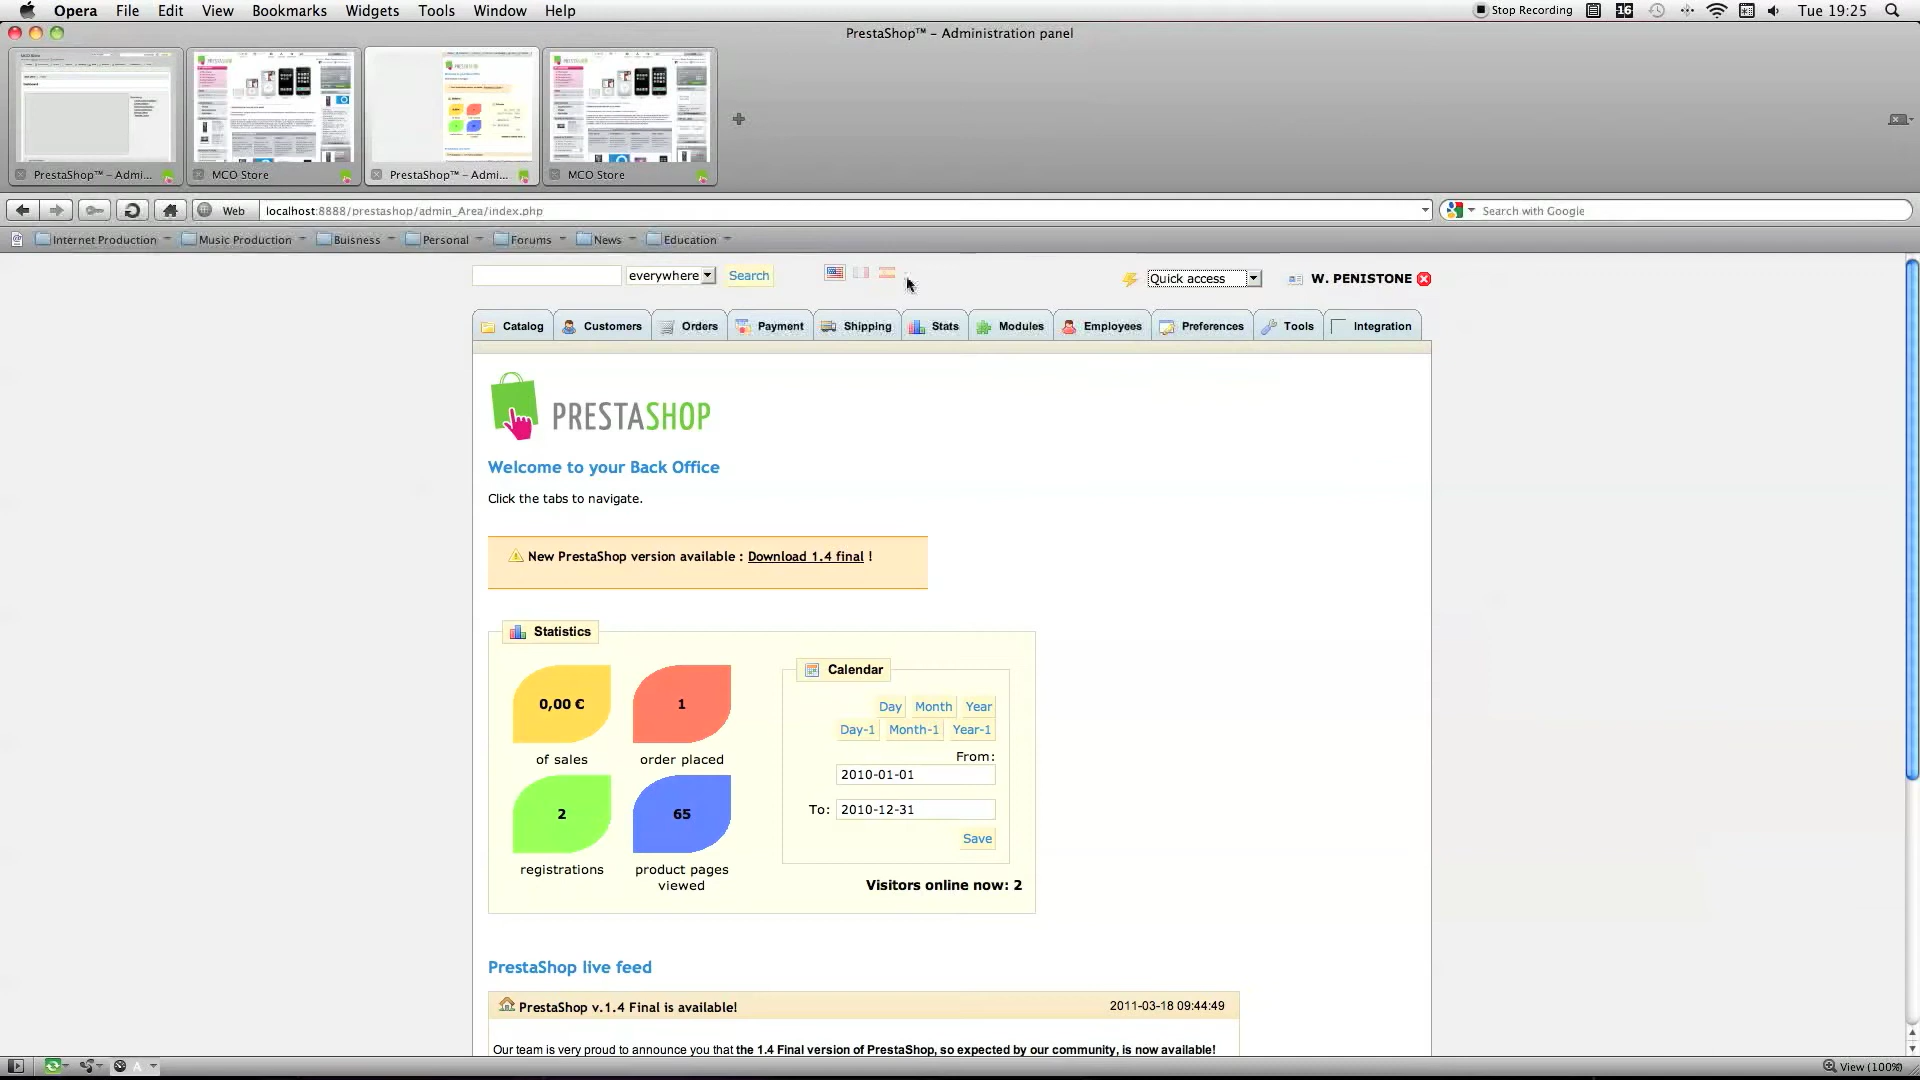 Opera File Edit View Bookmarks Widgets Tools Window Help
Stop Recording 16 Tue 19:25
PrestaShop™ – Administration panel
PrestaShop™ – Admi...
MCO Store
PrestaShop™ – Admi...
MCO Store
Web localhost:8888/prestashop/admin_Area/index.php Search with Google
Internet Production Music Production Buisness Personal Forums News Education
everywhere Search Quick access W. PENISTONE
Catalog Customers Orders Payment Shipping Stats Modules Employees Preferences Tools Integration
PRESTASHOP
Welcome to your Back Office
Click the tabs to navigate.
New PrestaShop version available : Download 1.4 final !
Statistics
0,00 €
of sales
1
order placed
2
registrations
65
product pages
viewed
Calendar
Day Month Year
Day-1 Month-1 Year-1
From:
2010-01-01
To: 2010-12-31
Save
Visitors online now: 2
PrestaShop live feed
PrestaShop v.1.4 Final is available! 2011-03-18 09:44:49
Our team is very proud to announce you that the 1.4 Final version of PrestaShop, so expected by our community, is now available!
View (100%)